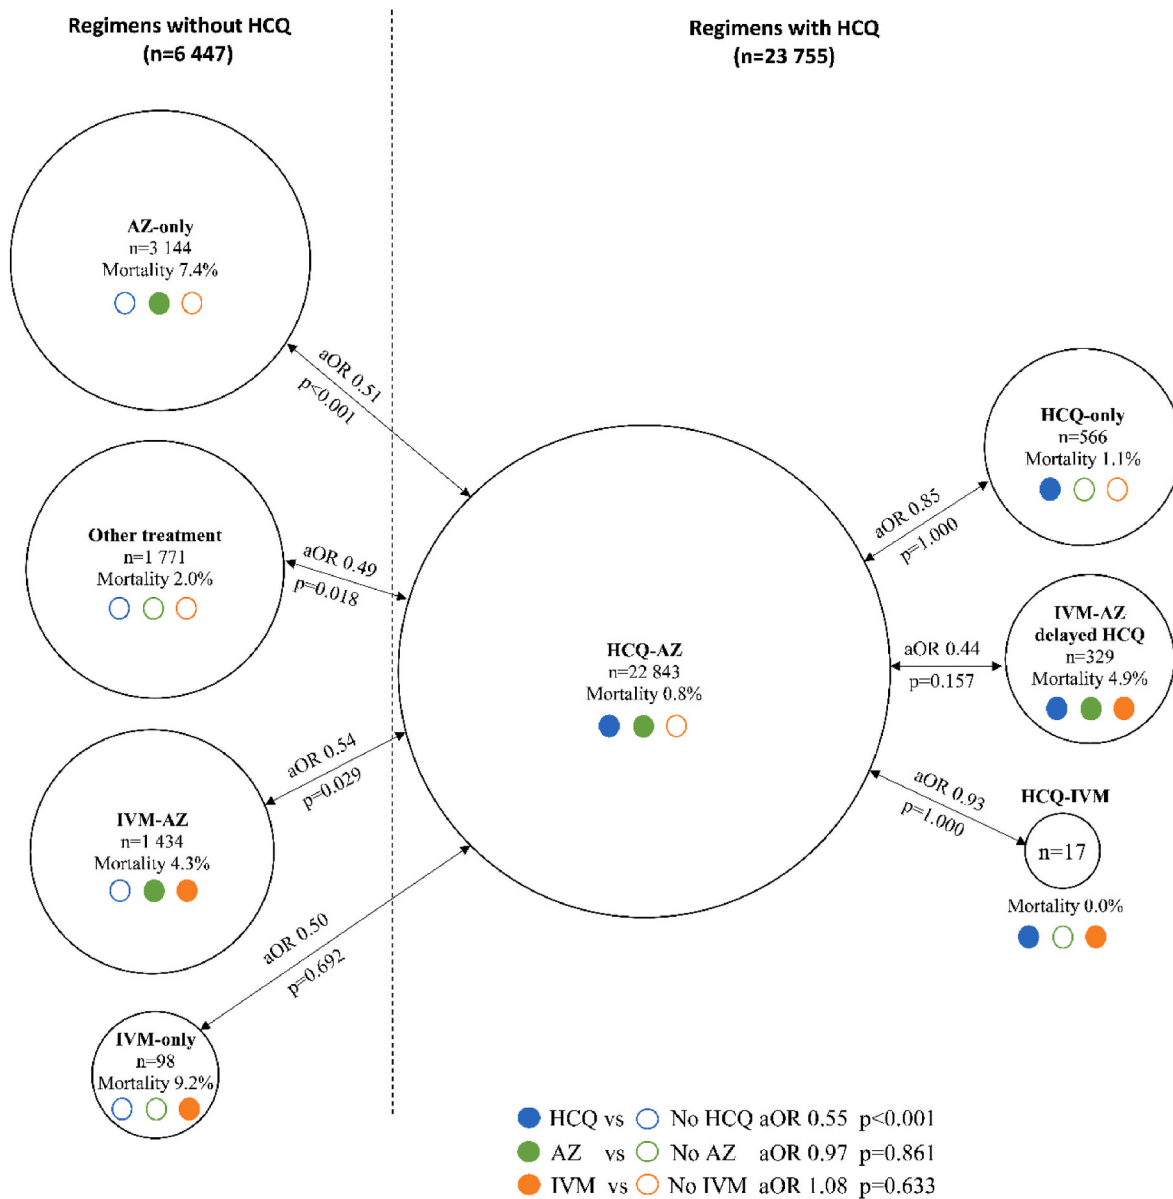 Regimens without HCQ
(n=6 447)
Regimens with HCQ
(n=23 755)
AZ-only
n=3 144
Mortality 7.4%
aOR 0.51
p<0.001
Other treatment
n=1 771
Mortality 2.0%
aOR 0.49
p=0.018
IVM-AZ
n=1 434
Mortality 4.3%
aOR 0.54
p=0.029
IVM-only
n=98
Mortality 9.2%
aOR 0.50
p=0.692
HCQ-AZ
n=22 843
Mortality 0.8%
HCQ-only
n=566
Mortality 1.1%
aOR 0.85
p=1.000
IVM-AZ
delayed HCQ
n=329
Mortality 4.9%
aOR 0.44
p=0.157
HCQ-IVM
n=17
Mortality 0.0%
aOR 0.93
p=1.000
HCQ vs No HCQ aOR 0.55 p<0.001
AZ vs No AZ aOR 0.97 p=0.861
IVM vs No IVM aOR 1.08 p=0.633